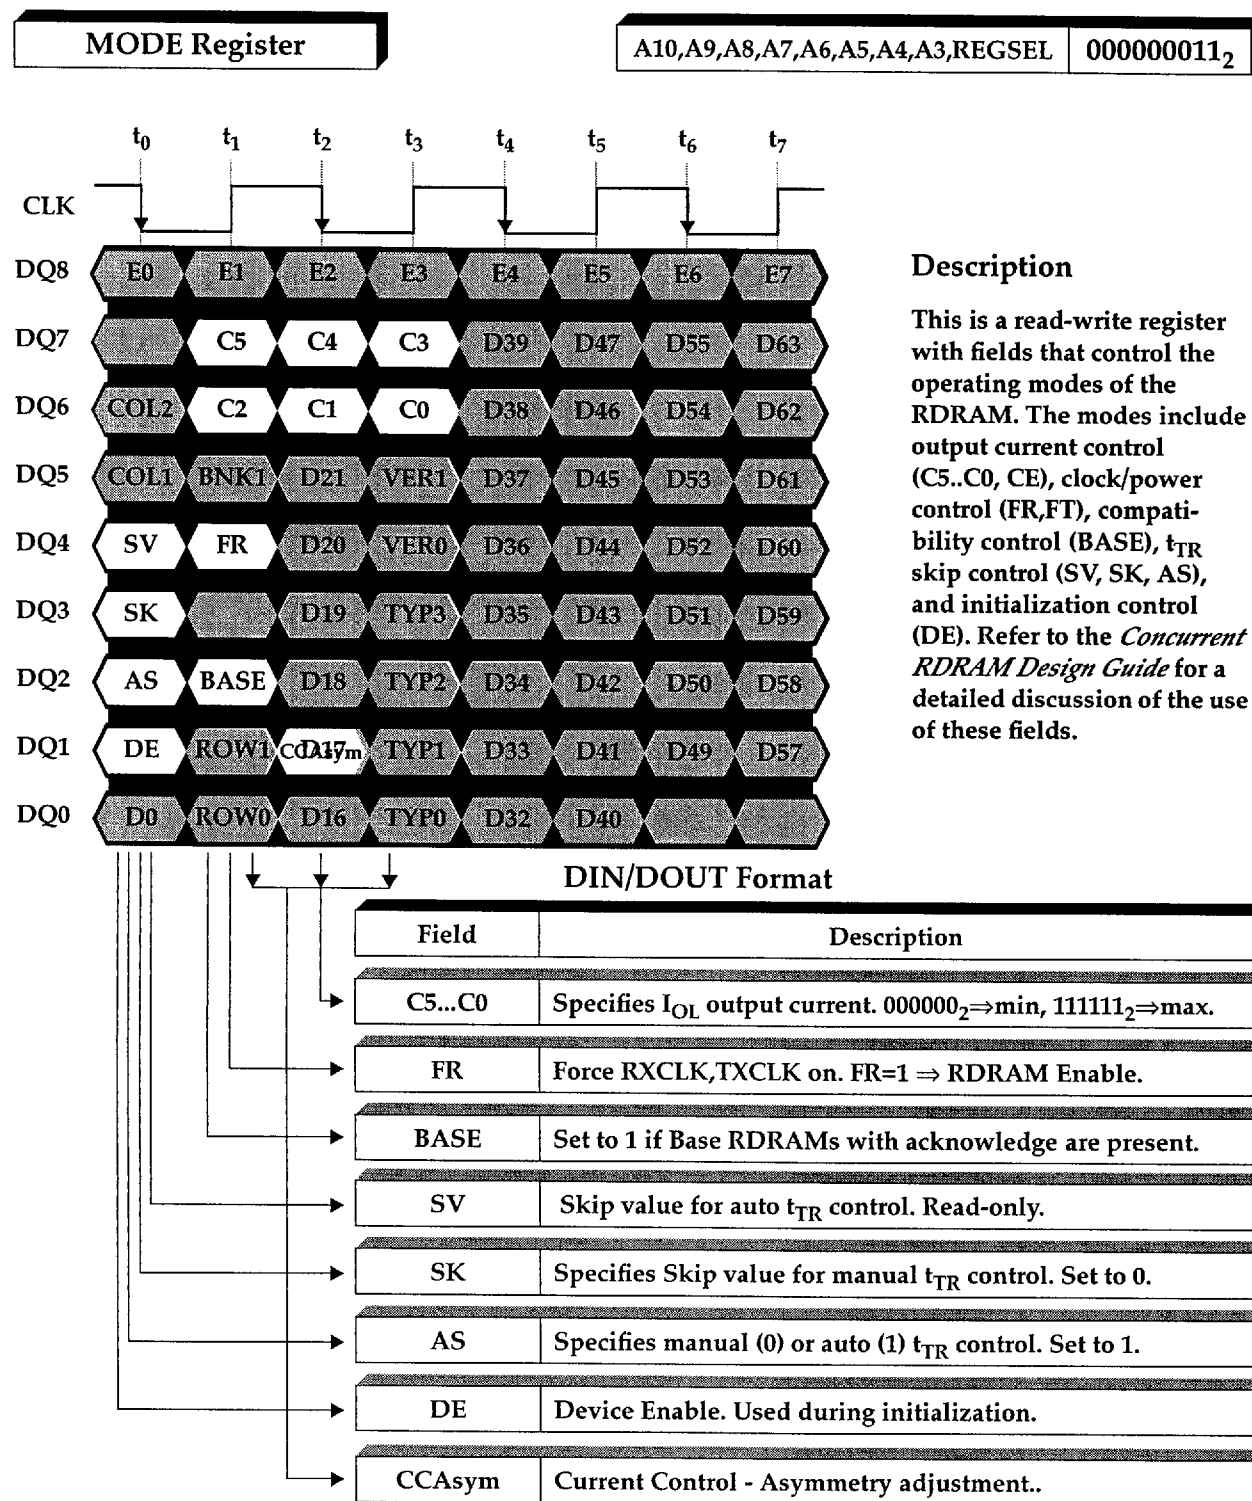 MODE Register
A10,A9,A8,A7,A6,A5,A4,A3,REGSEL 000000011₂
t₀ t₁ t₂ t₃ t₄ t₅ t₆ t₇
CLK
DQ8 E0 E1 E2 E3 E4 E5 E6 E7
DQ7 C5 C4 C3 D39 D47 D55 D63
DQ6 COL2 C2 C1 C0 D38 D46 D54 D62
DQ5 COL1 BNK1 D21 VER1 D37 D45 D53 D61
DQ4 SV FR D20 VER0 D36 D44 D52 D60
DQ3 SK D19 TYP3 D35 D43 D51 D59
DQ2 AS BASE D18 TYP2 D34 D42 D50 D58
DQ1 DE ROW1 CCAsym D17 TYP1 D33 D41 D49 D57
DQ0 D0 ROW0 D16 TYP0 D32 D40
Description
This is a read-write register
with fields that control the
operating modes of the
RDRAM. The modes include
output current control
(C5..C0, CE), clock/power
control (FR,FT), compati-
bility control (BASE), tTR
skip control (SV, SK, AS),
and initialization control
(DE). Refer to the Concurrent
RDRAM Design Guide for a
detailed discussion of the use
of these fields.
DIN/DOUT Format
Field Description
C5...C0 Specifies IOL output current. 000000₂⇒min, 111111₂⇒max.
FR Force RXCLK,TXCLK on. FR=1 ⇒ RDRAM Enable.
BASE Set to 1 if Base RDRAMs with acknowledge are present.
SV Skip value for auto tTR control. Read-only.
SK Specifies Skip value for manual tTR control. Set to 0.
AS Specifies manual (0) or auto (1) tTR control. Set to 1.
DE Device Enable. Used during initialization.
CCAsym Current Control - Asymmetry adjustment..